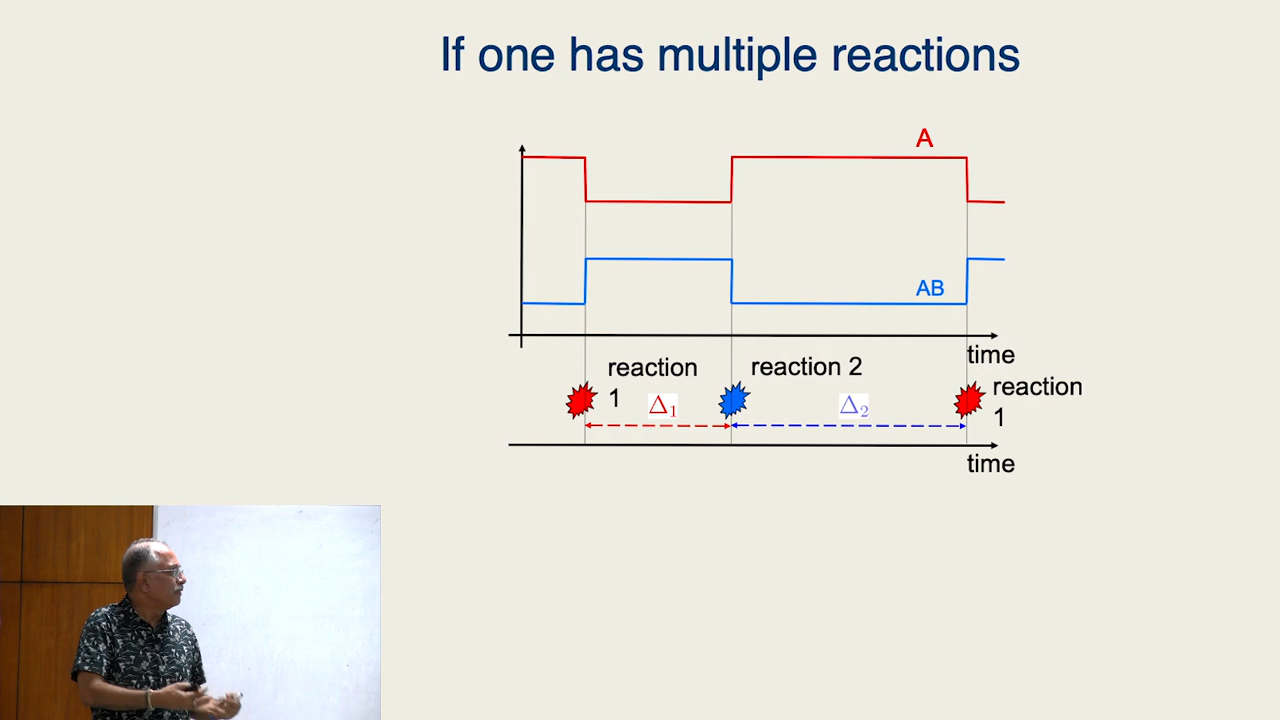 If one has multiple reactions
A
AB
time
reaction
1
reaction 2
reaction
1
Δ₁
Δ₂
time